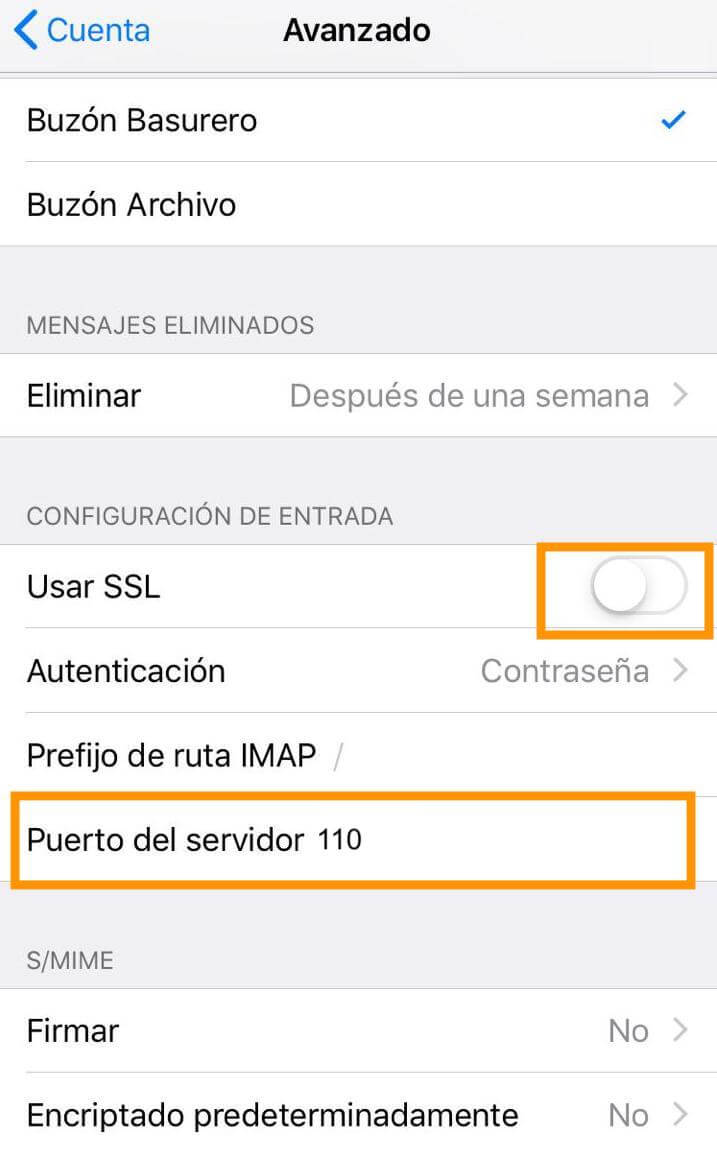 Cuenta
Avanzado
Buzón Basurero
Buzón Archivo
MENSAJES ELIMINADOS
Eliminar Después de una semana
CONFIGURACIÓN DE ENTRADA
Usar SSL
Autenticación Contraseña
Prefijo de ruta IMAP /
Puerto del servidor 110
S/MIME
Firmar No
Encriptado predeterminadamente No